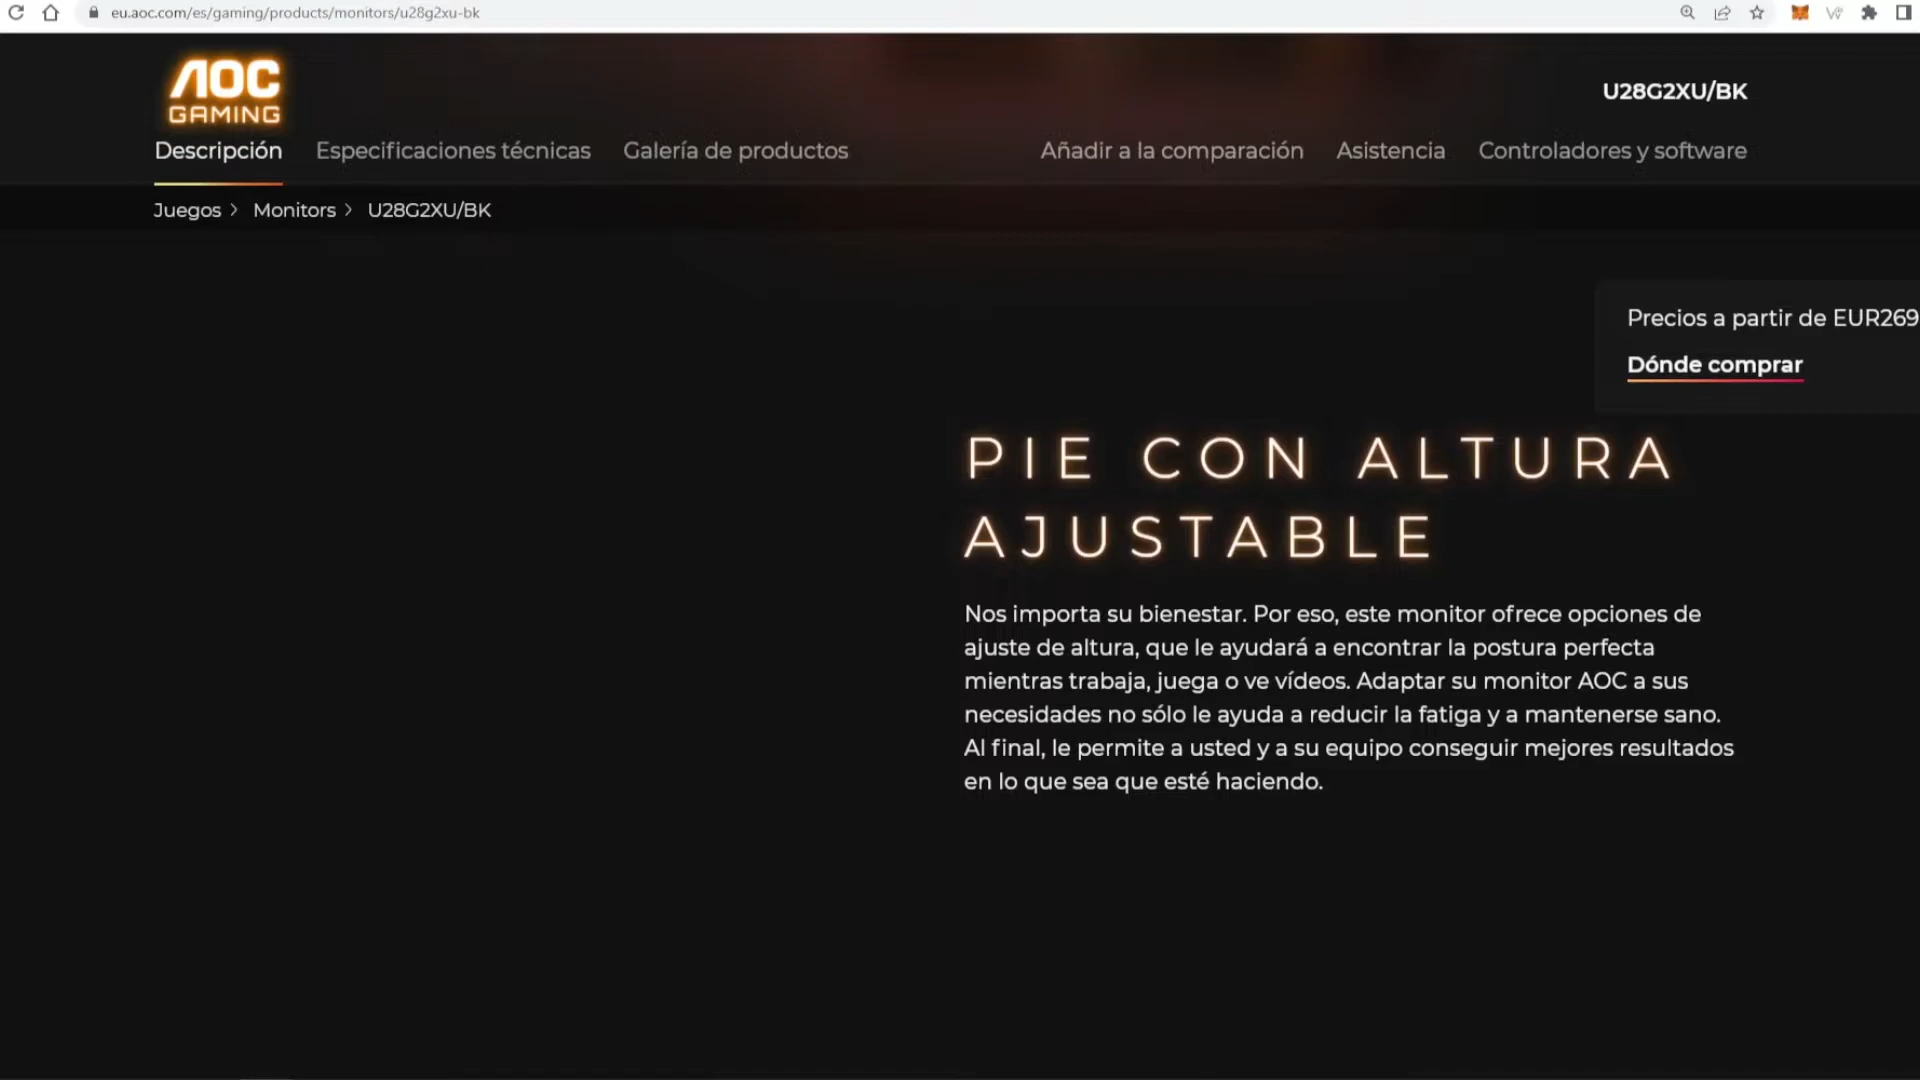 eu.aoc.com/es/gaming/products/monitors/u28g2xu-bk
AOC
GAMING
U28G2XU/BK
Descripción
Especificaciones técnicas
Galería de productos
Añadir a la comparación
Asistencia
Controladores y software
Juegos > Monitors > U28G2XU/BK
Precios a partir de EUR269
Dónde comprar
PIE CON ALTURA
AJUSTABLE
Nos importa su bienestar. Por eso, este monitor ofrece opciones de
ajuste de altura, que le ayudará a encontrar la postura perfecta
mientras trabaja, juega o ve vídeos. Adaptar su monitor AOC a sus
necesidades no sólo le ayuda a reducir la fatiga y a mantenerse sano.
Al final, le permite a usted y a su equipo conseguir mejores resultados
en lo que sea que esté haciendo.